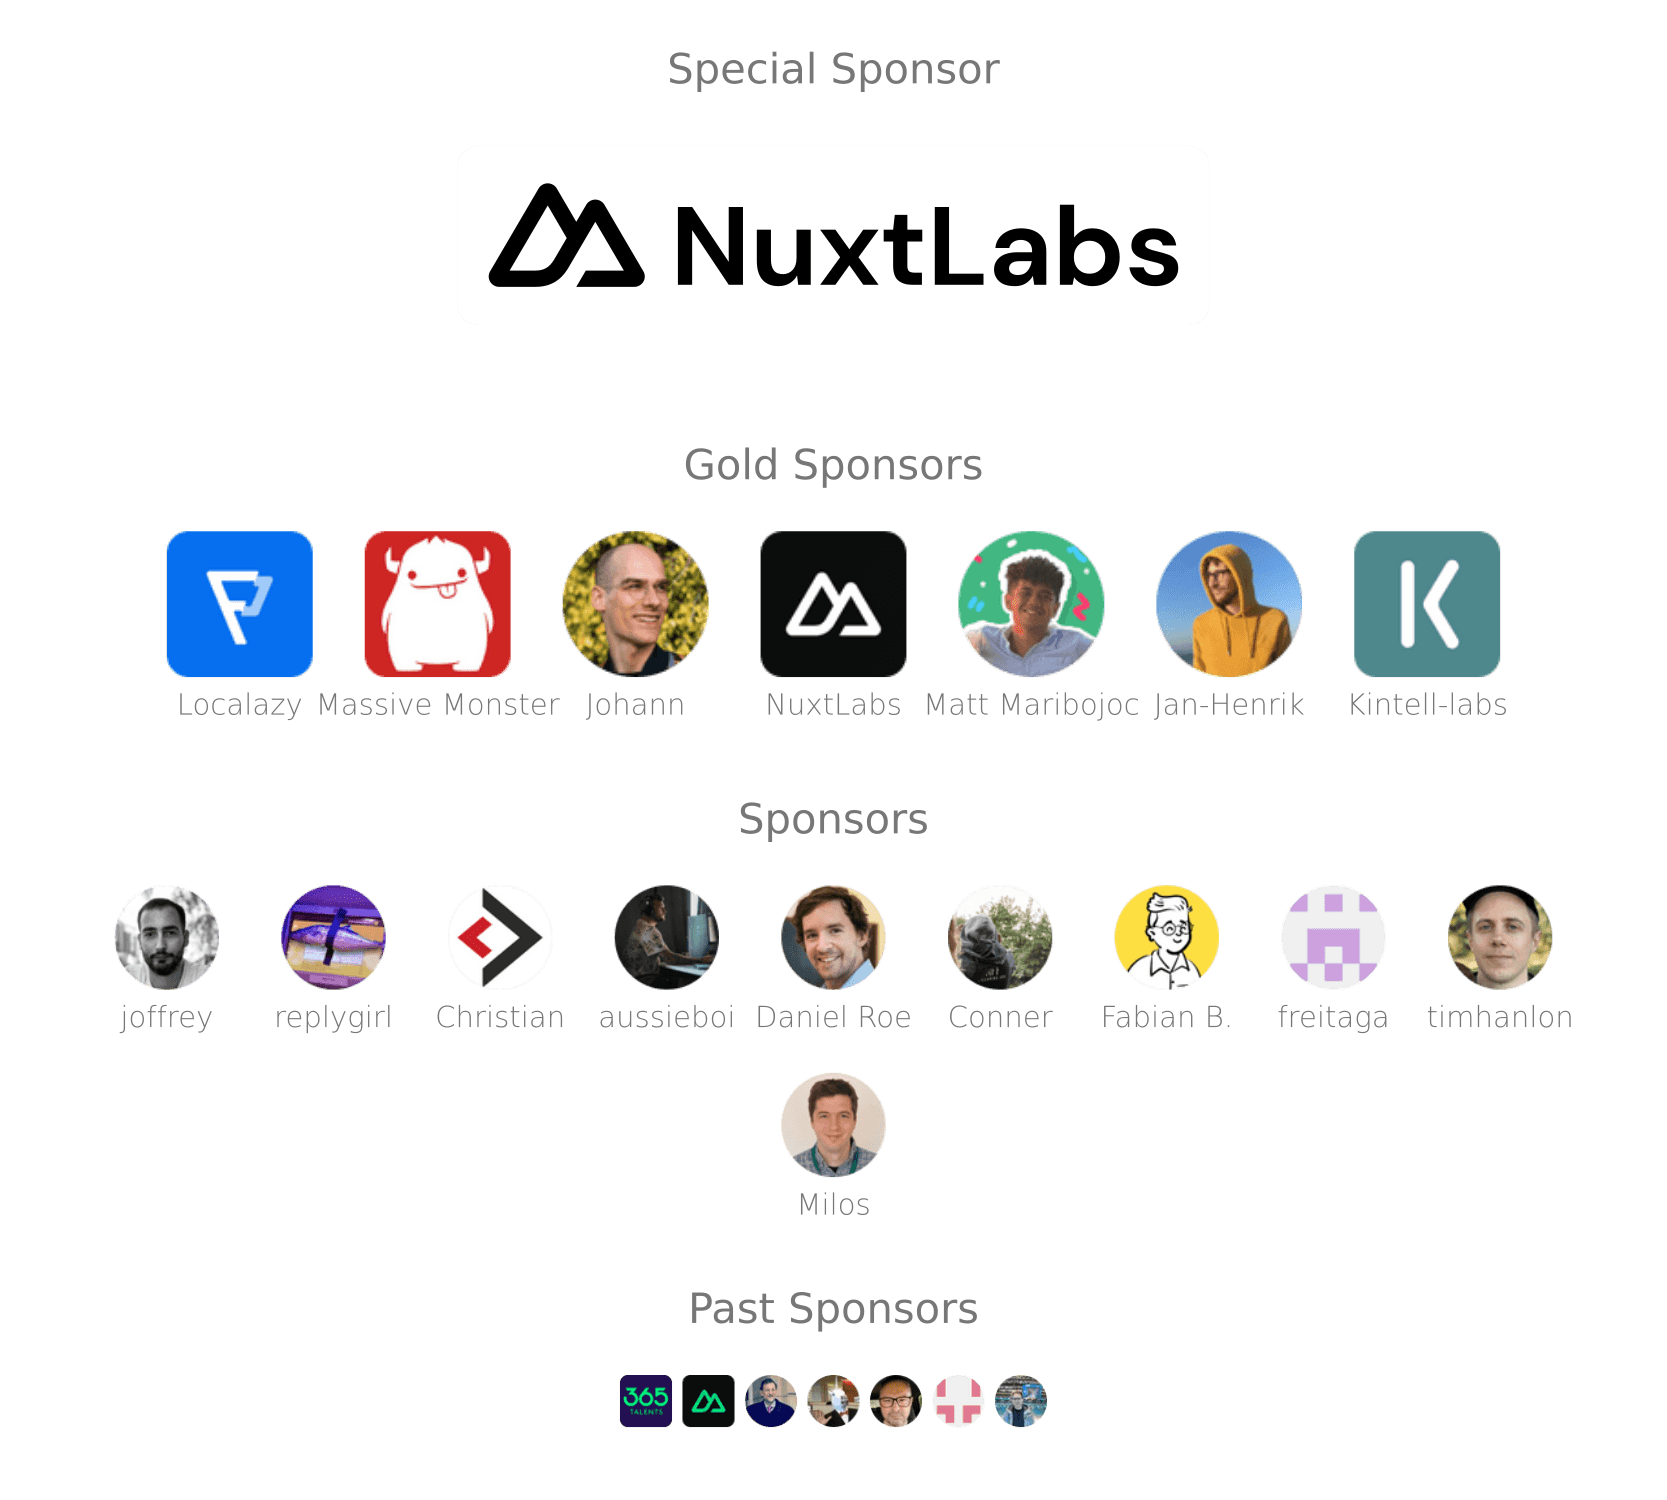 Special Sponsor
NuxtLabs
Gold Sponsors
Localazy Massive Monster Johann NuxtLabs Matt Maribojoc Jan-Henrik Kintell-labs
Sponsors
joffrey replygirl Christian aussieboi Daniel Roe Conner Fabian B. freitaga timhanlon
Milos
Past Sponsors
365
TALENTS